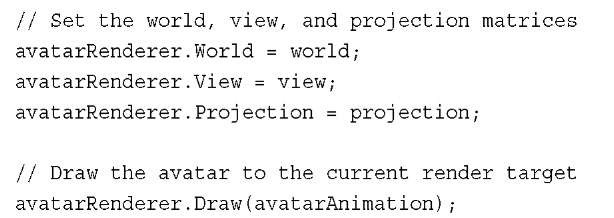 // Set the world, view, and projection matrices
avatarRenderer.World = world;
avatarRenderer.View = view;
avatarRenderer.Projection = projection;

// Draw the avatar to the current render target
avatarRenderer.Draw(avatarAnimation);